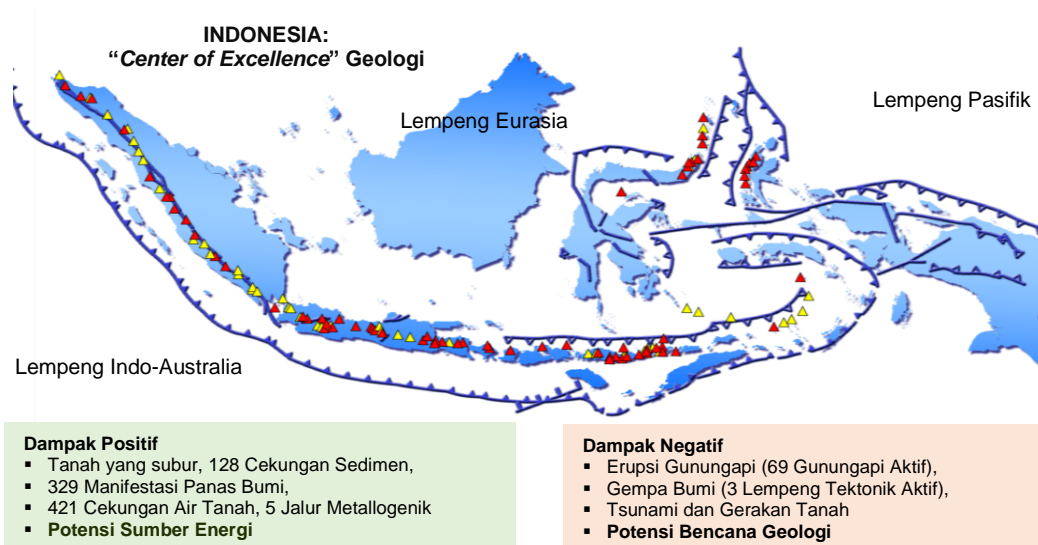 INDONESIA:
“Center of Excellence” Geologi
Lempeng Eurasia
Lempeng Pasifik
Lempeng Indo-Australia
Dampak Positif
▪ Tanah yang subur, 128 Cekungan Sedimen,
▪ 329 Manifestasi Panas Bumi,
▪ 421 Cekungan Air Tanah, 5 Jalur Metallogenik
▪ Potensi Sumber Energi
Dampak Negatif
▪ Erupsi Gunungapi (69 Gunungapi Aktif),
▪ Gempa Bumi (3 Lempeng Tektonik Aktif),
▪ Tsunami dan Gerakan Tanah
▪ Potensi Bencana Geologi